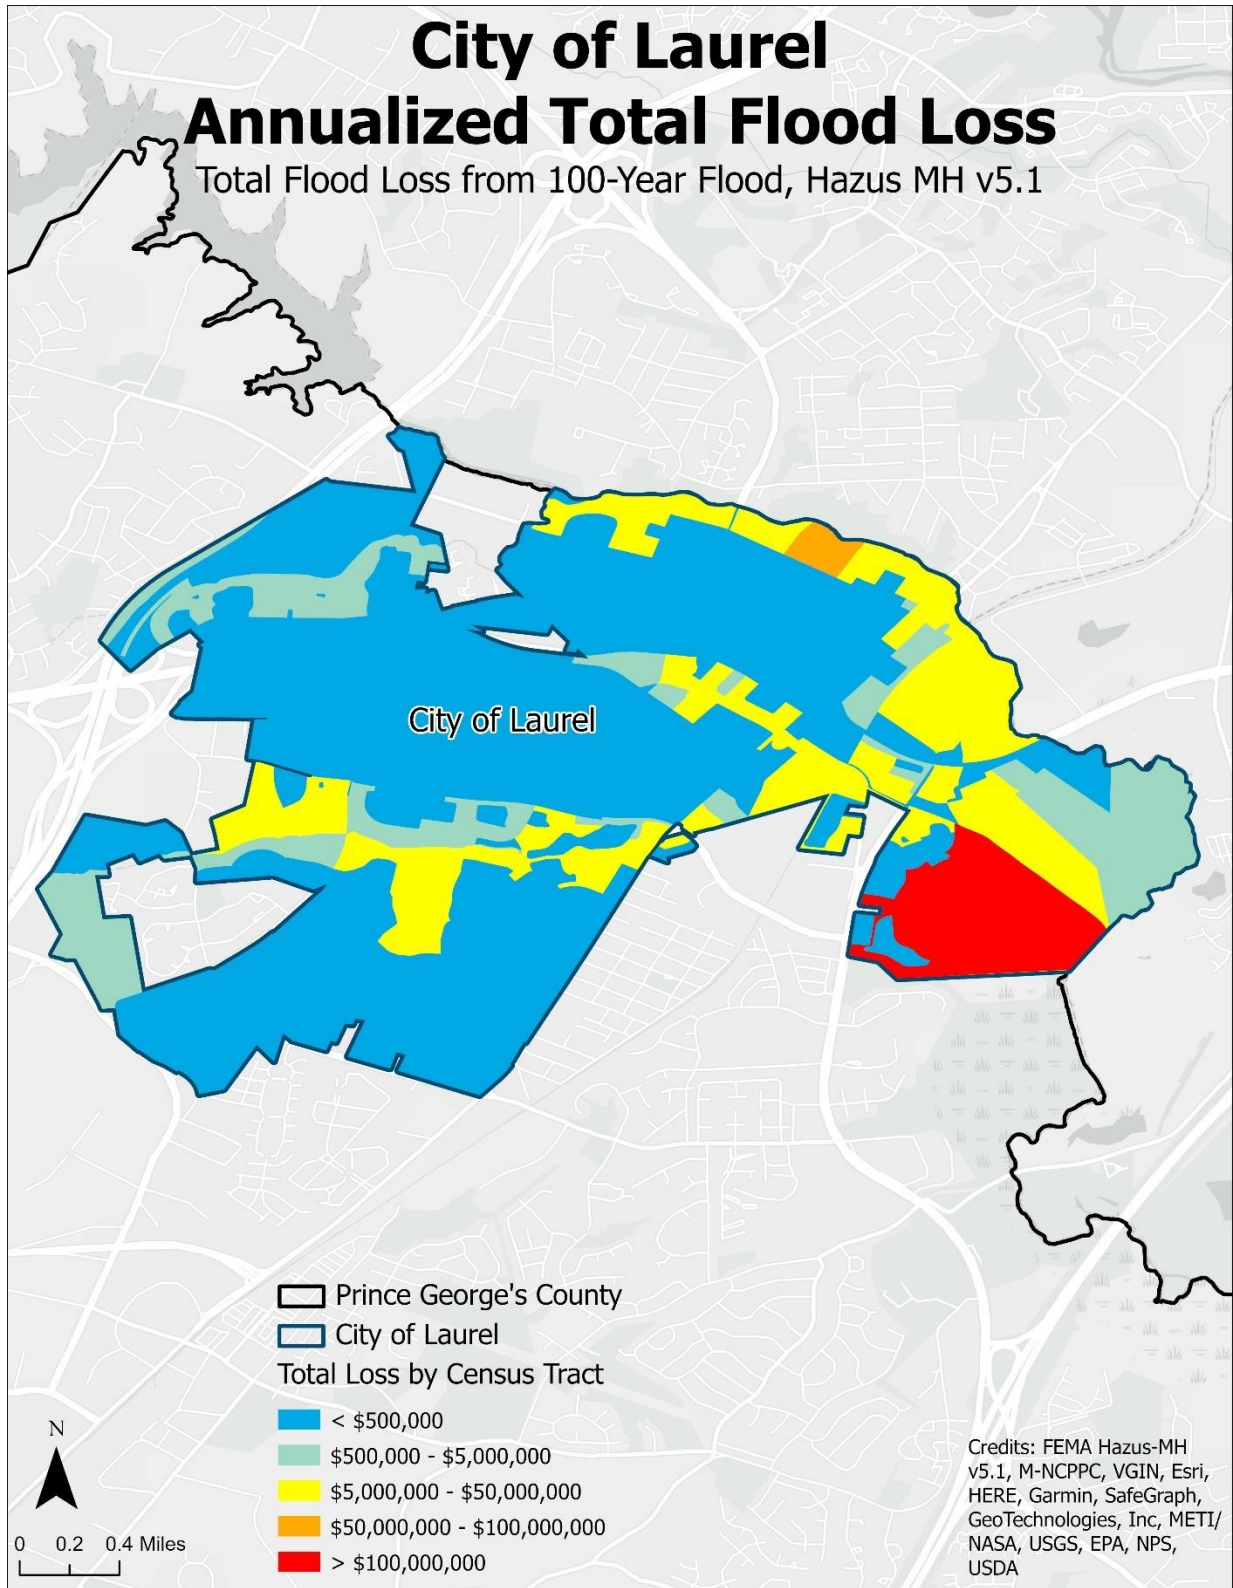 City of Laurel
Annualized Total Flood Loss
Total Flood Loss from 100-Year Flood, Hazus MH v5.1
City of Laurel
Prince George's County
City of Laurel
Total Loss by Census Tract
< $500,000
$500,000 - $5,000,000
$5,000,000 - $50,000,000
$50,000,000 - $100,000,000
> $100,000,000
N
0 0.2 0.4 Miles
Credits: FEMA Hazus-MH
v5.1, M-NCPPC, VGIN, Esri,
HERE, Garmin, SafeGraph,
GeoTechnologies, Inc, METI/
NASA, USGS, EPA, NPS,
USDA